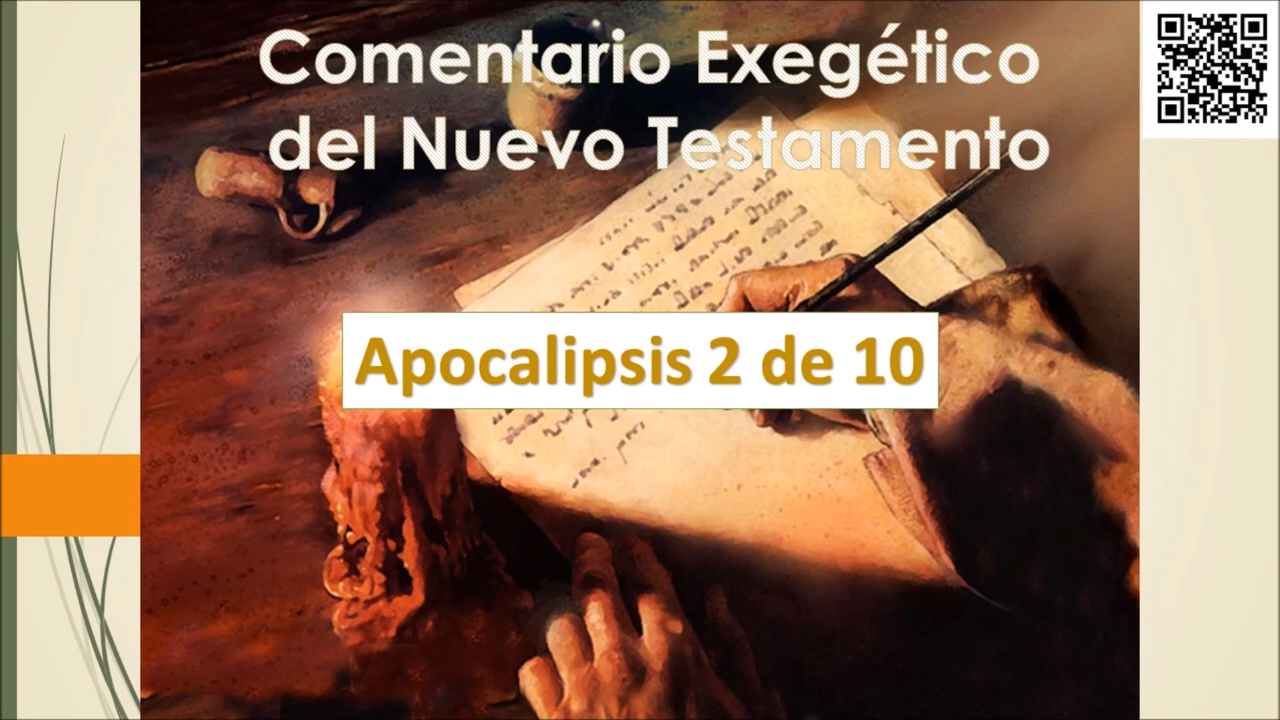 Comentario Exegético
del Nuevo Testamento
Apocalipsis 2 de 10